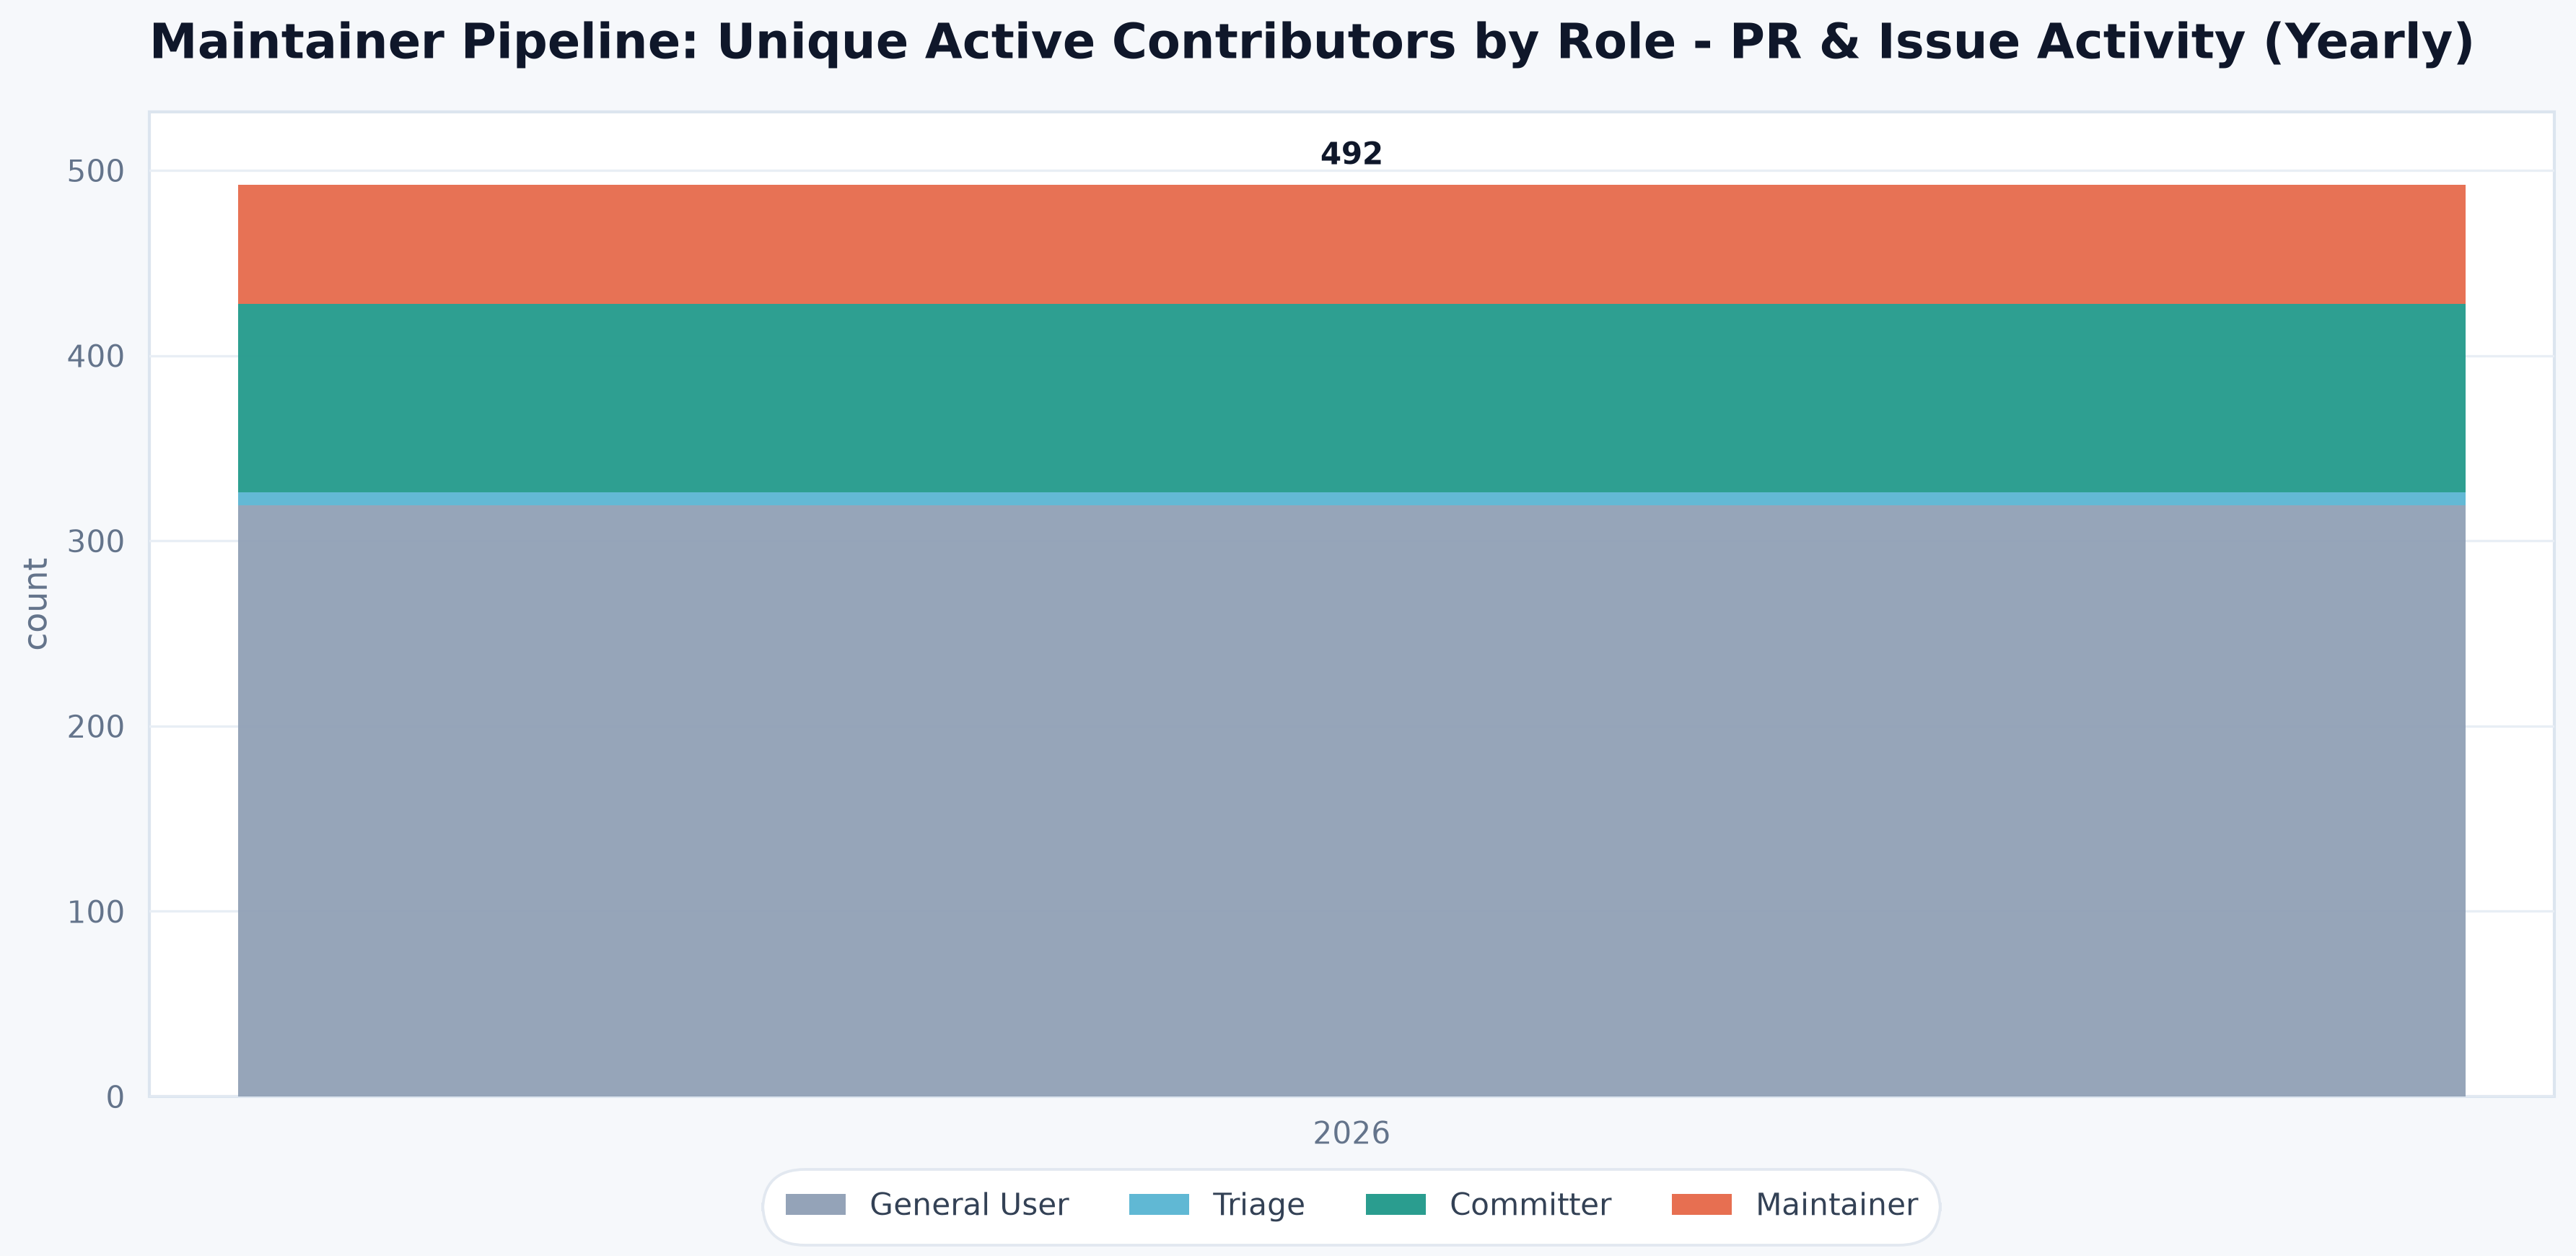 Maintainer Pipeline: Unique Active Contributors by Role - PR & Issue Activity (Yearly)
492
500
400
300
200
100
0
count
2026
General User Triage Committer Maintainer